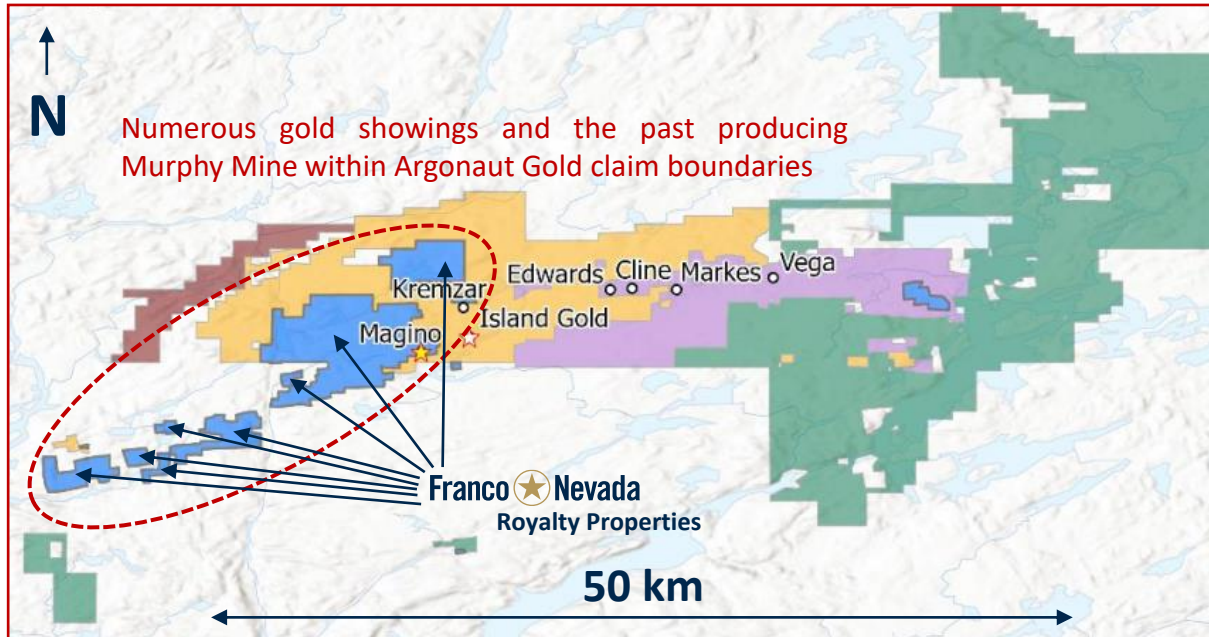 N
Numerous gold showings and the past producing
Murphy Mine within Argonaut Gold claim boundaries
Edwards Cline Markes Vega
Kremzar
Island Gold
Magino
Franco Nevada
Royalty Properties
50 km